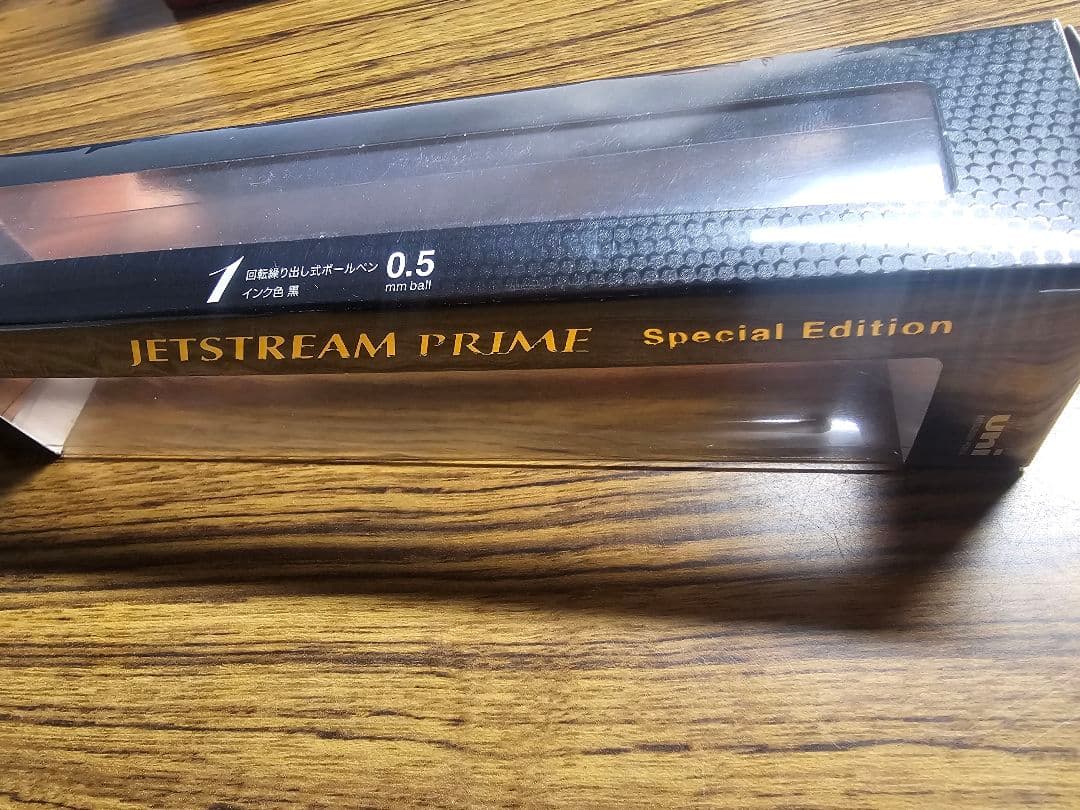 1 回転繰り出し式ボールペン 0.5
インク色 黒 mm ball
JETSTREAM PRIME Special Edition
uni